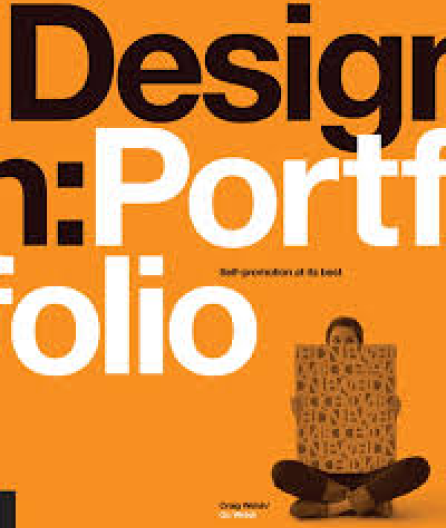 Design
n:Portf
folio
Self-promotion at its best
Craig Welsh/
Go Welsh